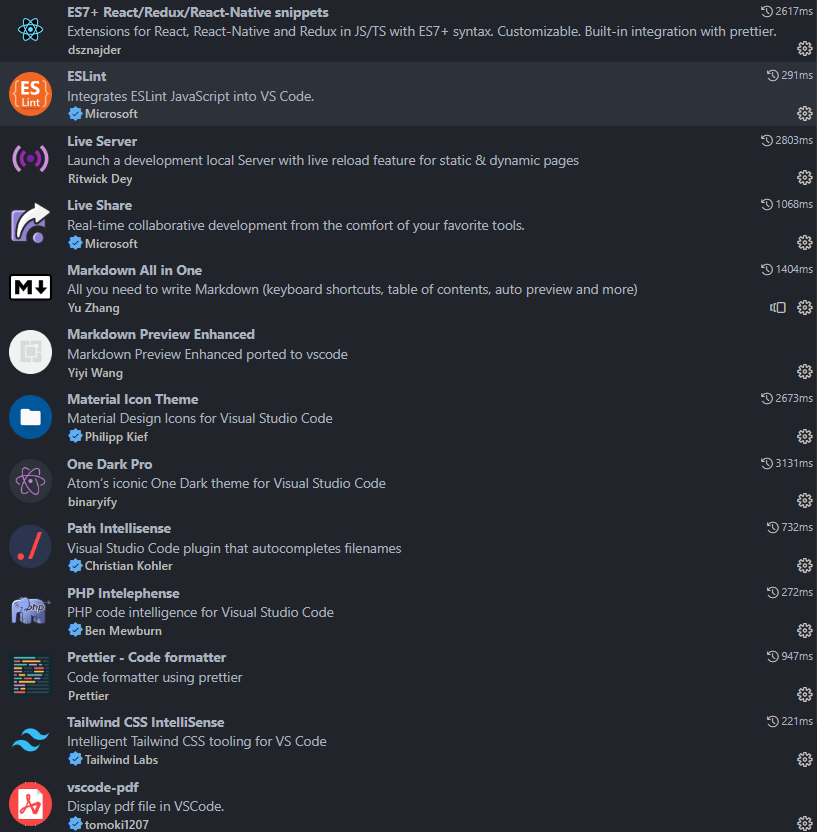 ES7+ React/Redux/React-Native snippets 2617ms
Extensions for React, React-Native and Redux in JS/TS with ES7+ syntax. Customizable. Built-in integration with prettier.
dsznajder
ES
Lint
ESLint 291ms
Integrates ESLint JavaScript into VS Code.
Microsoft
Live Server 2803ms
Launch a development local Server with live reload feature for static & dynamic pages
Ritwick Dey
Live Share 1068ms
Real-time collaborative development from the comfort of your favorite tools.
Microsoft
M
Markdown All in One 1404ms
All you need to write Markdown (keyboard shortcuts, table of contents, auto preview and more)
Yu Zhang
Markdown Preview Enhanced
Markdown Preview Enhanced ported to vscode
Yiyi Wang
Material Icon Theme 2673ms
Material Design Icons for Visual Studio Code
Philipp Kief
One Dark Pro 3131ms
Atom's iconic One Dark theme for Visual Studio Code
binaryify
./
Path Intellisense 732ms
Visual Studio Code plugin that autocompletes filenames
Christian Kohler
php
PHP Intelephense 272ms
PHP code intelligence for Visual Studio Code
Ben Mewburn
Prettier - Code formatter 947ms
Code formatter using prettier
Prettier
Tailwind CSS IntelliSense 221ms
Intelligent Tailwind CSS tooling for VS Code
Tailwind Labs
vscode-pdf
Display pdf file in VSCode.
tomoki1207